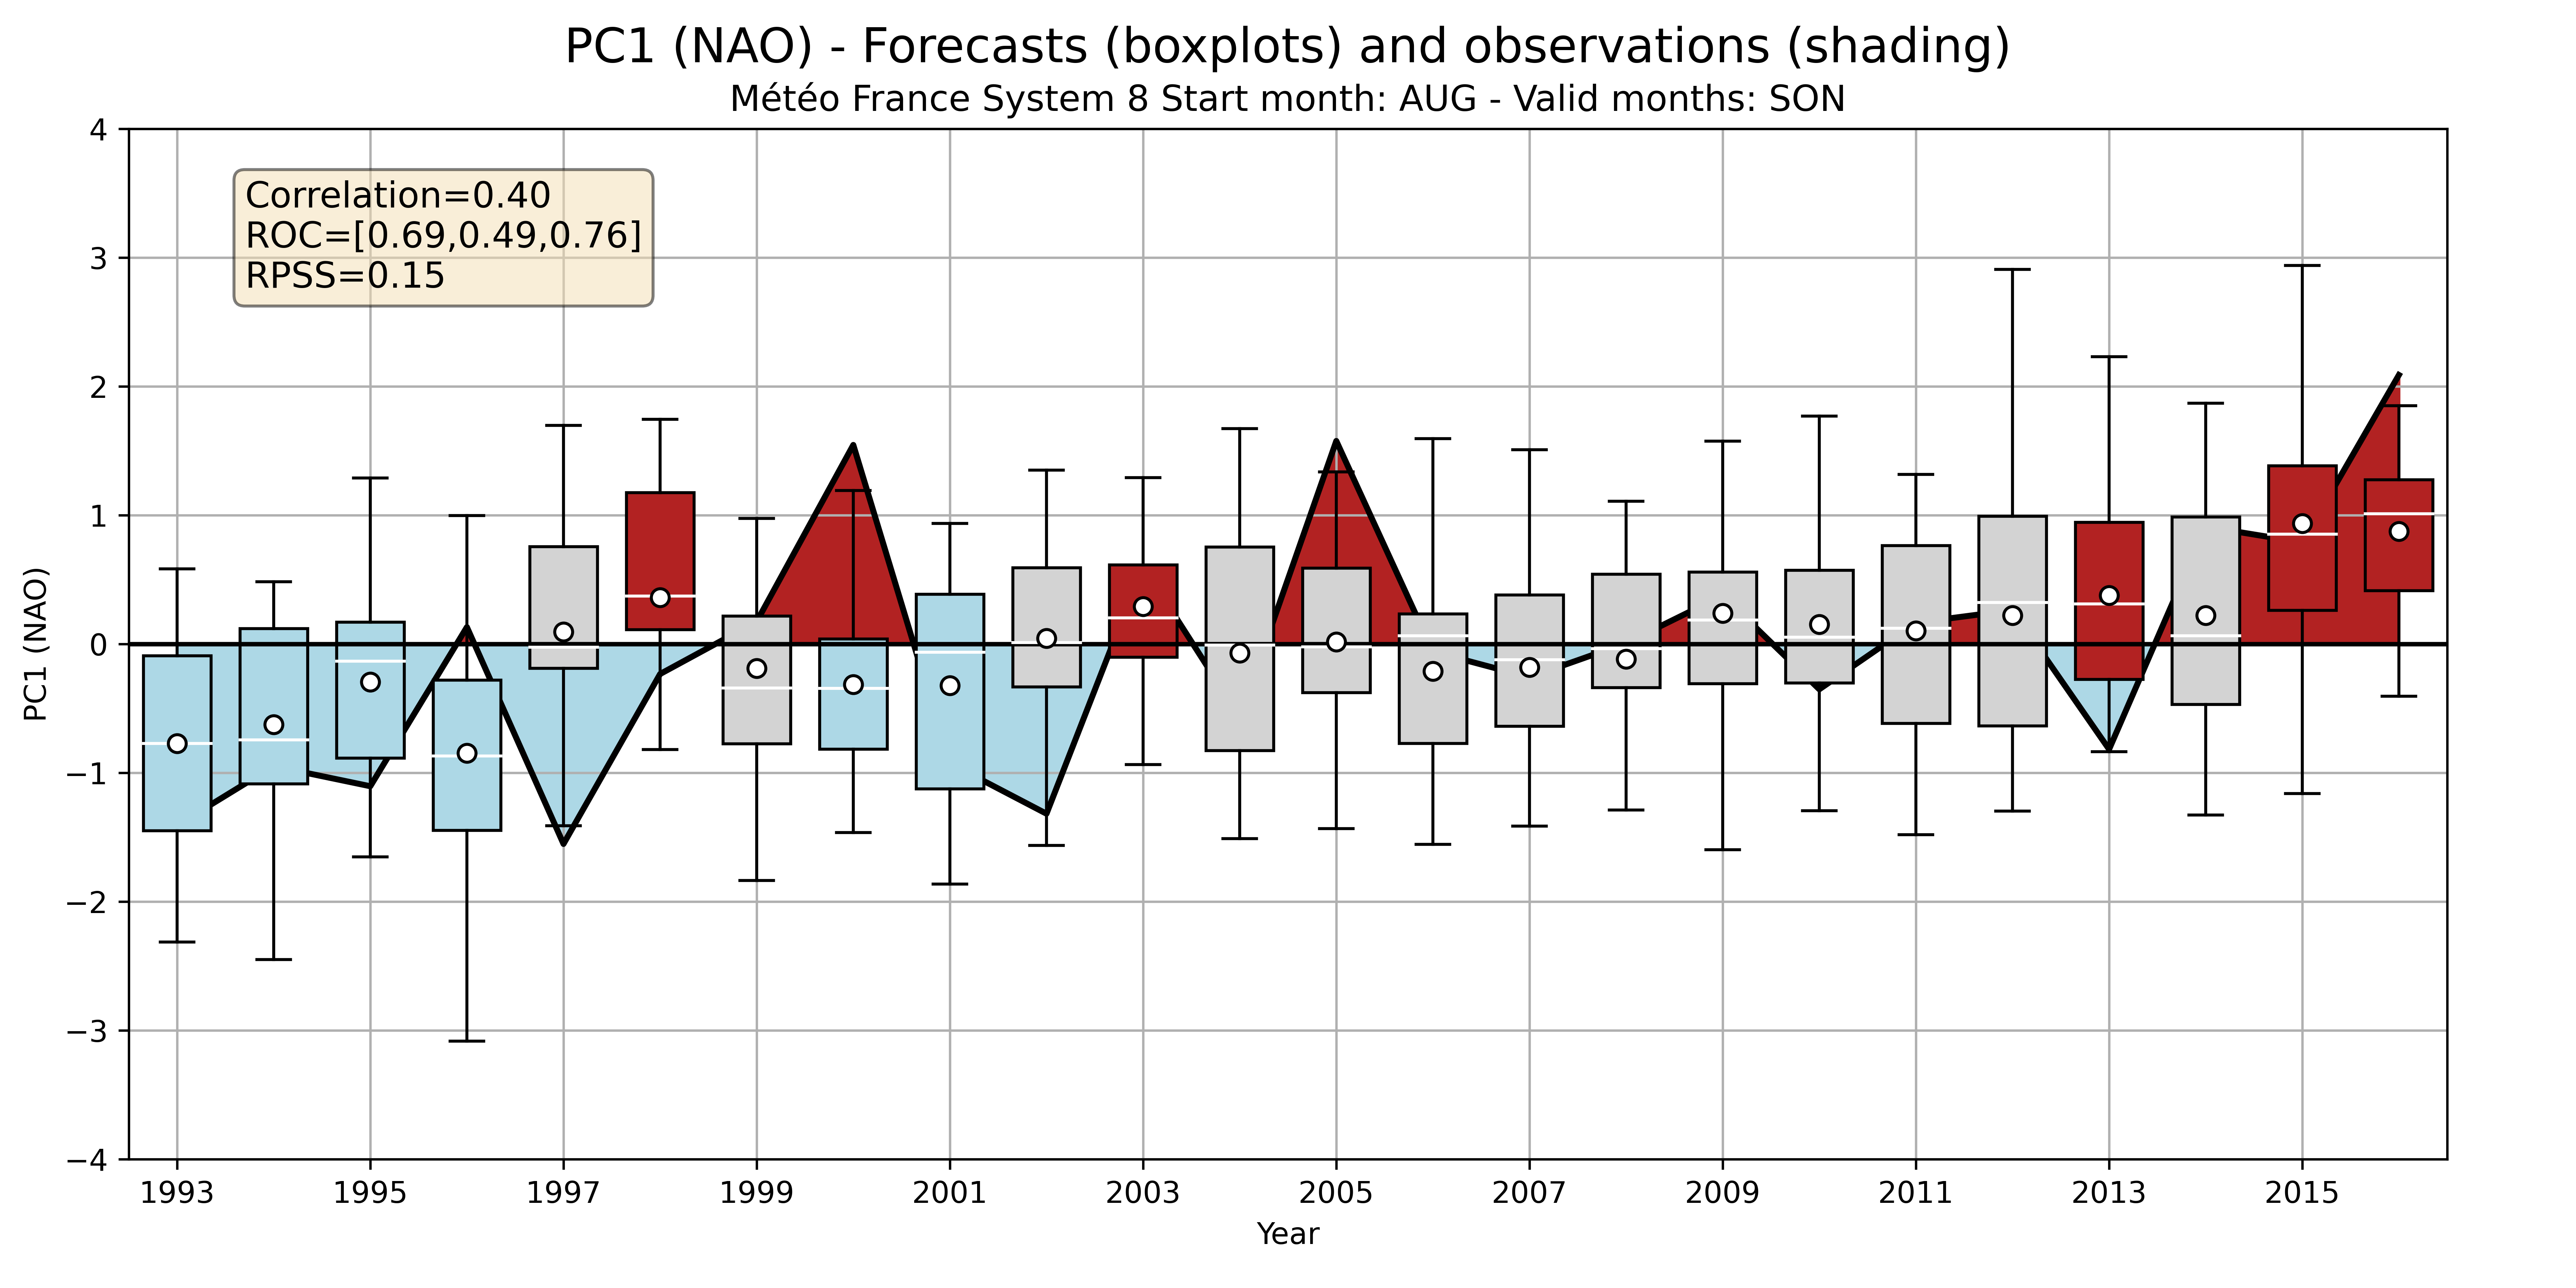 PC1 (NAO) - Forecasts (boxplots) and observations (shading)
Météo France System 8 Start month: AUG - Valid months: SON
Correlation=0.40
ROC=[0.69,0.49,0.76]
RPSS=0.15
PC1 (NAO)
4
3
2
1
0
−1
−2
−3
−4
1993 1995 1997 1999 2001 2003 2005 2007 2009 2011 2013 2015
Year